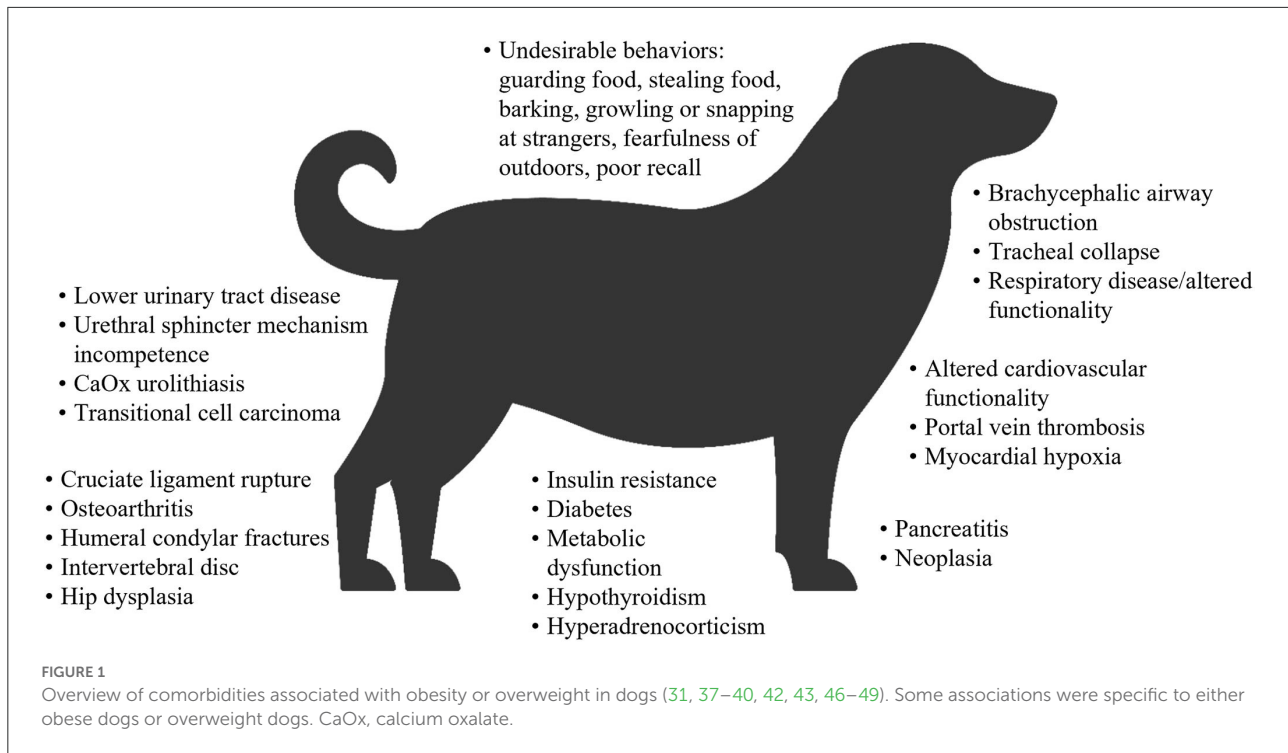 • Undesirable behaviors:
guarding food, stealing food,
barking, growling or snapping
at strangers, fearfulness of
outdoors, poor recall
• Brachycephalic airway
obstruction
• Tracheal collapse
• Respiratory disease/altered
functionality
• Lower urinary tract disease
• Urethral sphincter mechanism
incompetence
• CaOx urolithiasis
• Transitional cell carcinoma
• Altered cardiovascular
functionality
• Portal vein thrombosis
• Myocardial hypoxia
• Cruciate ligament rupture
• Osteoarthritis
• Humeral condylar fractures
• Intervertebral disc
• Hip dysplasia
• Insulin resistance
• Diabetes
• Metabolic
dysfunction
• Hypothyroidism
• Hyperadrenocorticism
• Pancreatitis
• Neoplasia
FIGURE 1
Overview of comorbidities associated with obesity or overweight in dogs (31, 37–40, 42, 43, 46–49). Some associations were specific to either
obese dogs or overweight dogs. CaOx, calcium oxalate.